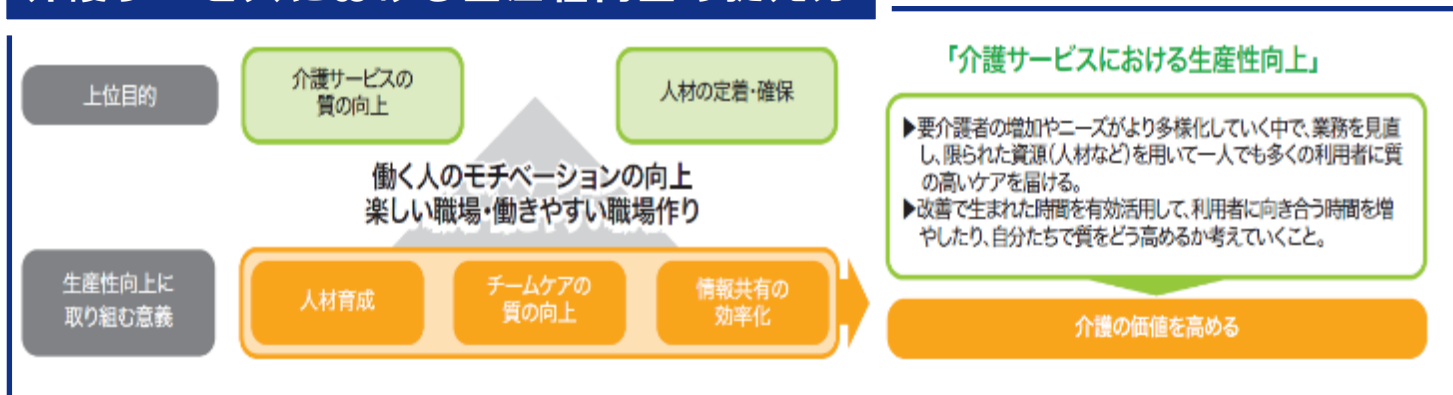 上位目的
介護サービスの
質の向上
人材の定着・確保
働く人のモチベーションの向上
楽しい職場・働きやすい職場作り
生産性向上に
取り組む意義
人材育成
チームケアの
質の向上
情報共有の
効率化
「介護サービスにおける生産性向上」
▶要介護者の増加やニーズがより多様化していく中で、業務を見直
し、限られた資源(人材など)を用いて一人でも多くの利用者に質
の高いケアを届ける。
▶改善で生まれた時間を有効活用して、利用者に向き合う時間を増
やしたり、自分たちで質をどう高めるか考えていくこと。
介護の価値を高める